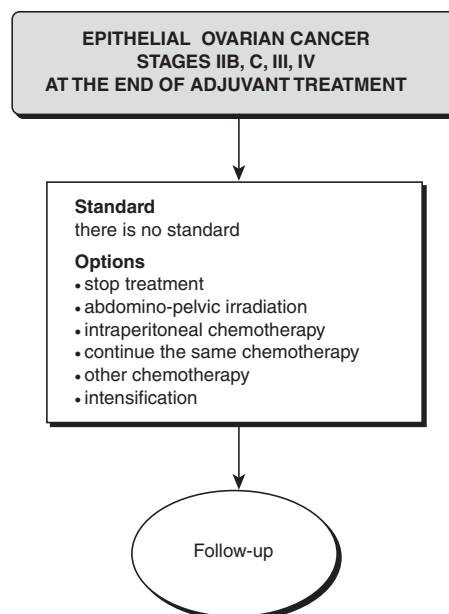 EPITHELIAL OVARIAN CANCER
STAGES IIB, C, III, IV
AT THE END OF ADJUVANT TREATMENT
Standard
there is no standard
Options
• stop treatment
• abdomino-pelvic irradiation
• intraperitoneal chemotherapy
• continue the same chemotherapy
• other chemotherapy
• intensification
Follow-up